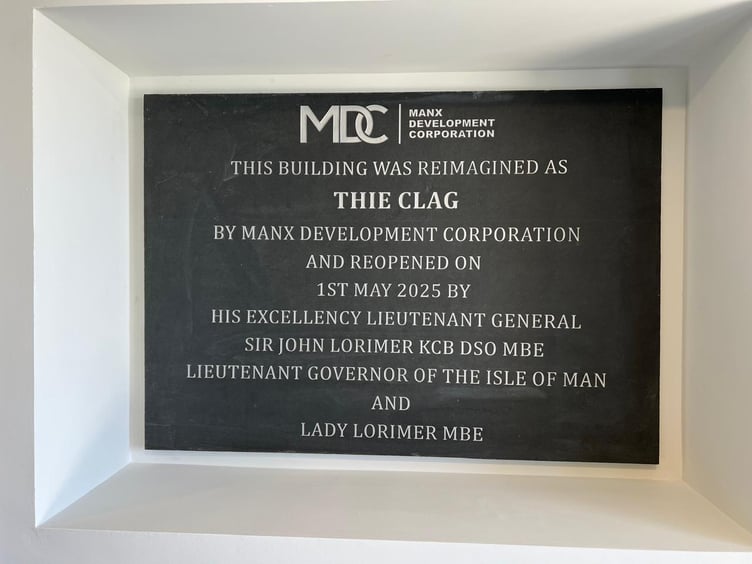 MDC
MANX
DEVELOPMENT
CORPORATION
THIS BUILDING WAS REIMAGINED AS
THIE CLAG
BY MANX DEVELOPMENT CORPORATION
AND REOPENED ON
1ST MAY 2025 BY
HIS EXCELLENCY LIEUTENANT GENERAL
SIR JOHN LORIMER KCB DSO MBE
LIEUTENANT GOVERNOR OF THE ISLE OF MAN
AND
LADY LORIMER MBE